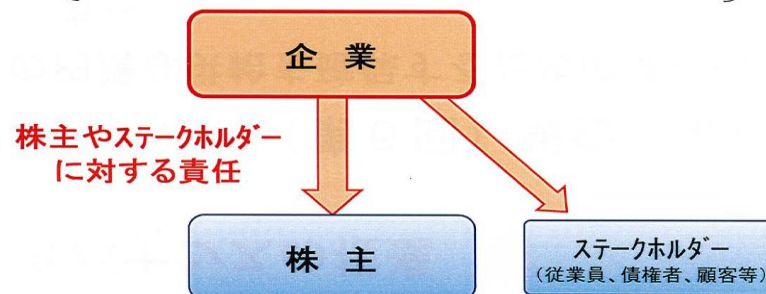 企 業
株主やステークホルダー
に対する責任
株 主
ステークホルダー
(従業員、債権者、顧客等)